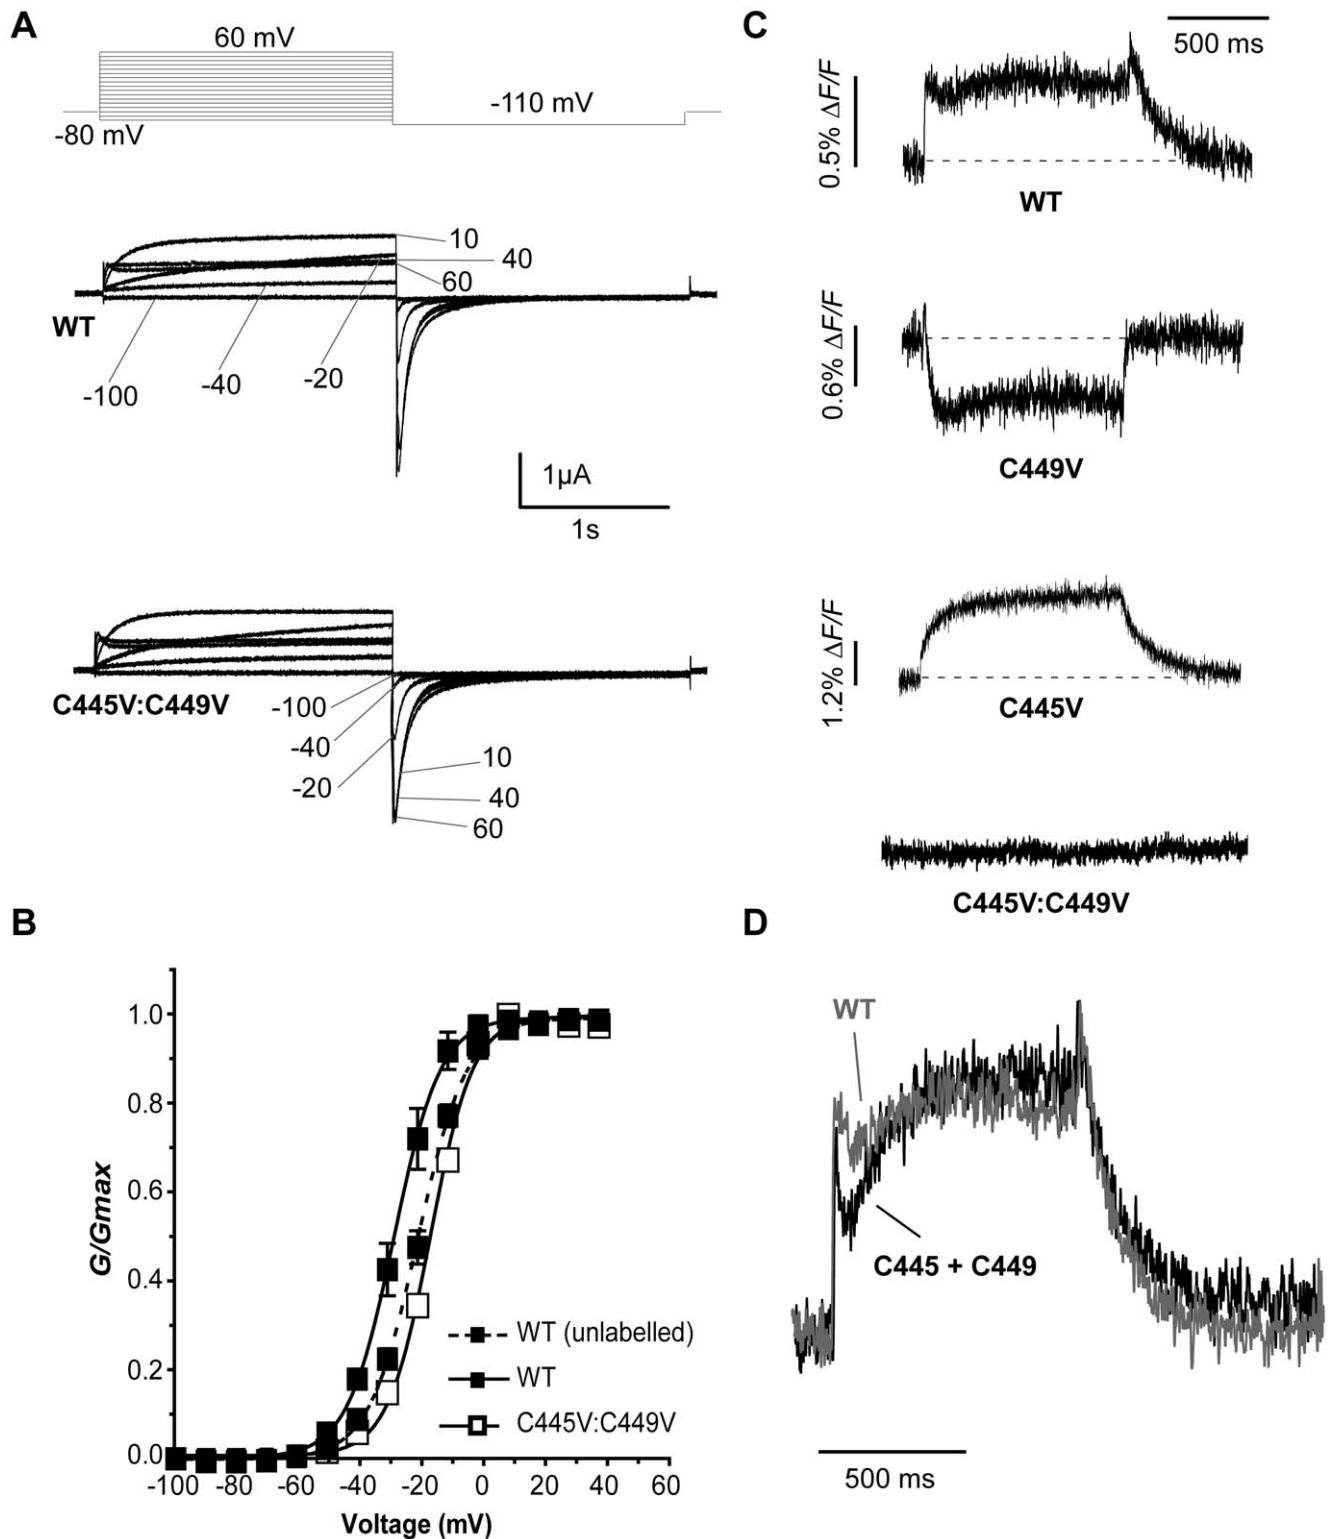 A
60 mV
-110 mV
-80 mV
10
40
60
WT
-20
-40
-100
1µA
1s
C445V:C449V
-100
-40
-20
10
40
60
B
1.0
0.8
0.6
0.4
0.2
0.0
G/Gmax
WT (unlabelled)
WT
C445V:C449V
-100 -80 -60 -40 -20 0 20 40 60
Voltage (mV)
C
500 ms
0.5% ΔF/F
WT
0.6% ΔF/F
C449V
1.2% ΔF/F
C445V
C445V:C449V
D
WT
C445 + C449
500 ms